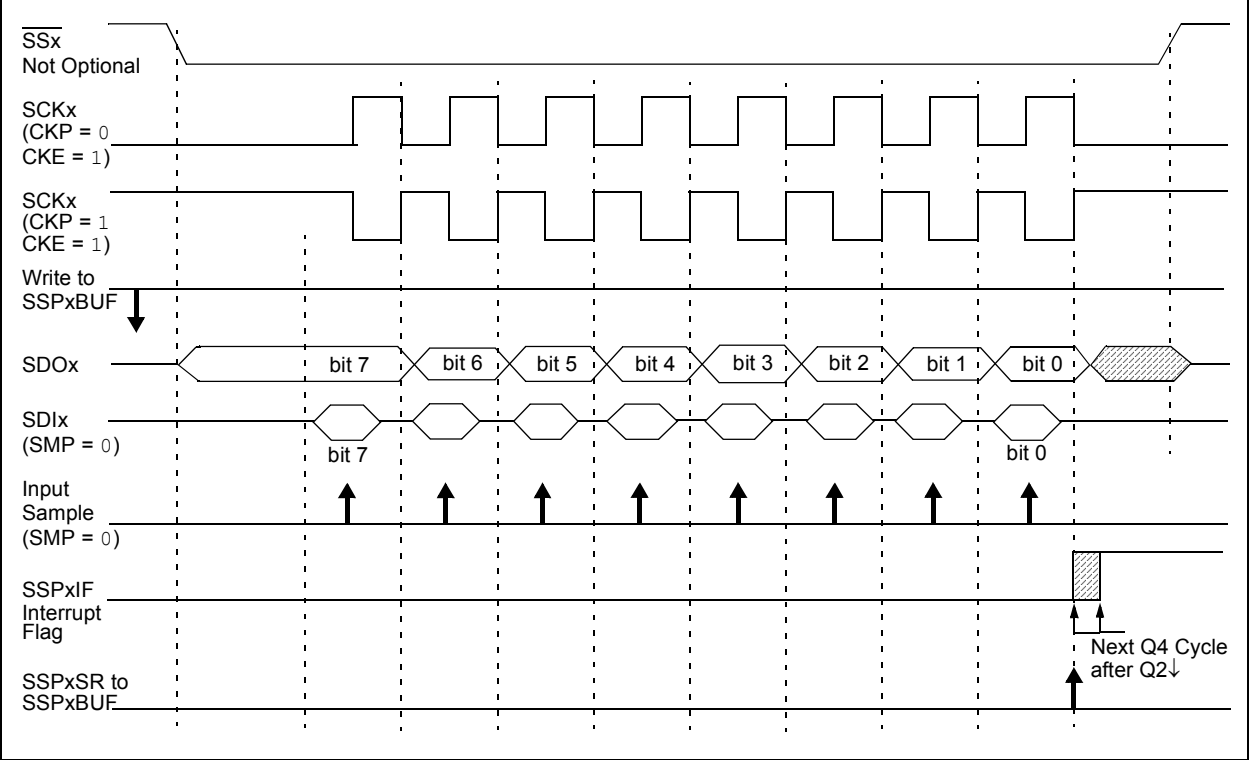 SSx
Not Optional
SCKx
(CKP = 0
CKE = 1)
SCKx
(CKP = 1
CKE = 1)
Write to
SSPxBUF
SDOx
bit 7
bit 6
bit 5
bit 4
bit 3
bit 2
bit 1
bit 0
SDIx
(SMP = 0)
bit 7
bit 0
Input
Sample
(SMP = 0)
SSPxIF
Interrupt
Flag
Next Q4 Cycle
after Q2↓
SSPxSR to
SSPxBUF